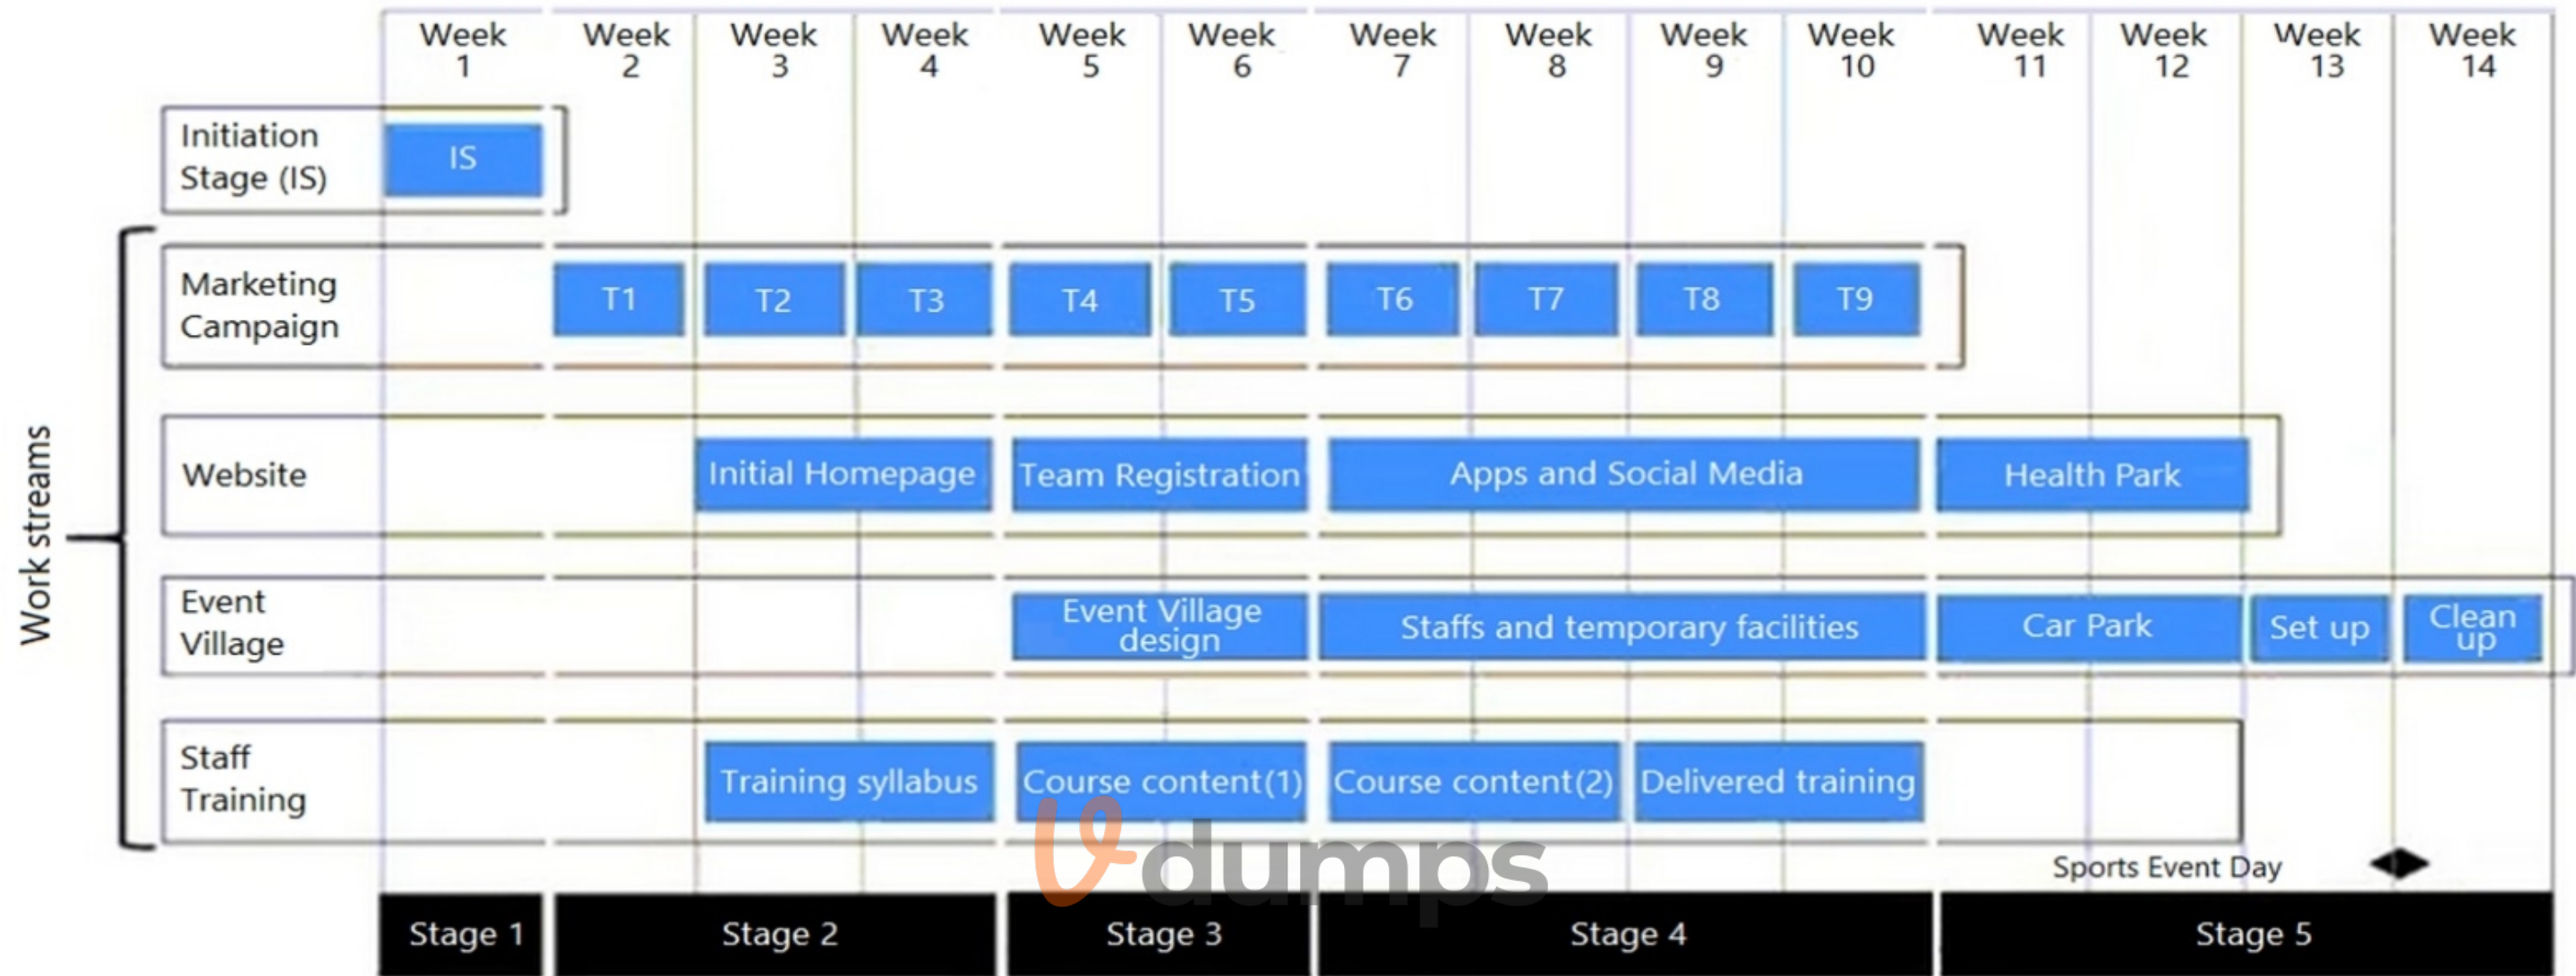 Week 1
Week 2
Week 3
Week 4
Week 5
Week 6
Week 7
Week 8
Week 9
Week 10
Week 11
Week 12
Week 13
Week 14
Initiation
Stage (IS)
IS
Work streams
Marketing
Campaign
T1
T2
T3
T4
T5
T6
T7
T8
T9
Website
Initial Homepage
Team Registration
Apps and Social Media
Health Park
Event
Village
Event Village
design
Staffs and temporary facilities
Car Park
Set up
Clean
up
Staff
Training
Training syllabus
Course content(1)
Course content(2)
Delivered training
Sports Event Day
Vdumps
Stage 1
Stage 2
Stage 3
Stage 4
Stage 5